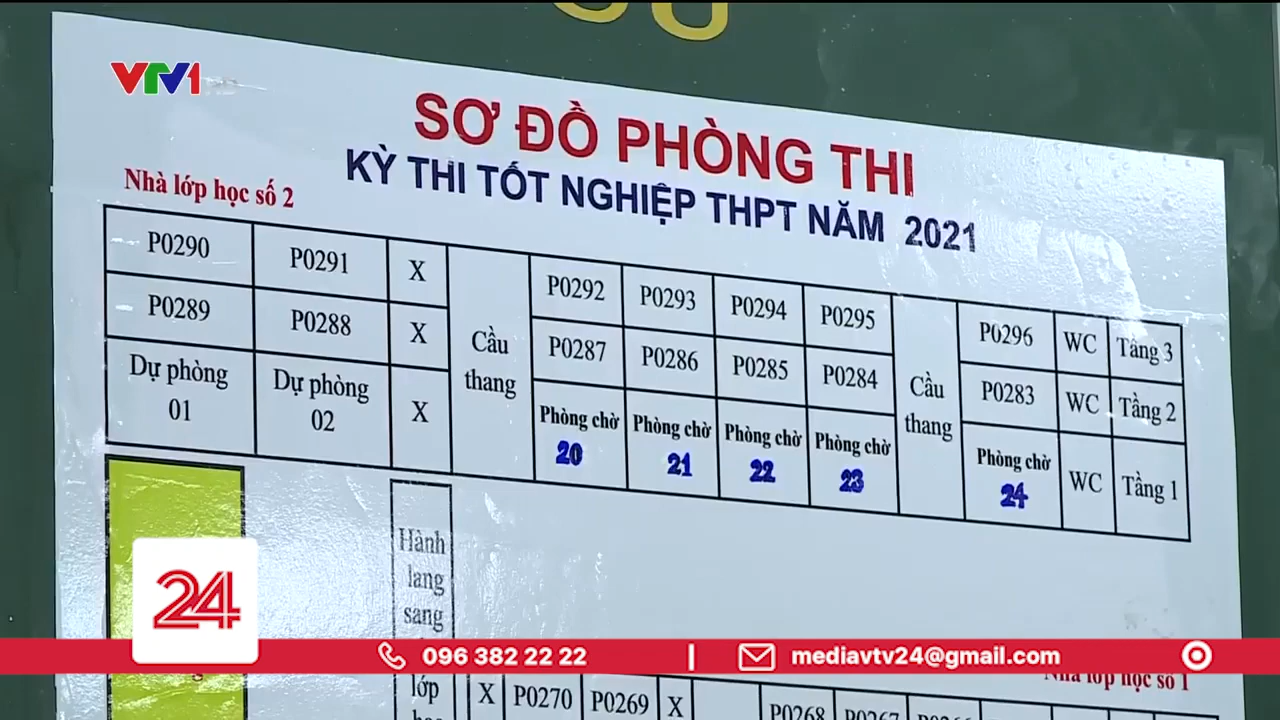 VTV1
SƠ ĐỒ PHÒNG THI
KỲ THI TỐT NGHIỆP THPT NĂM 2021
Nhà lớp học số 2
P0290 P0291 X Cầu thang P0292 P0293 P0294 P0295 Cầu thang P0296 WC Tầng 3
P0289 P0288 X P0287 P0286 P0285 P0284 P0283 WC Tầng 2
Dự phòng 01 Dự phòng 02 X Phòng chờ 20 Phòng chờ 21 Phòng chờ 22 Phòng chờ 23 Phòng chờ 24 WC Tầng 1
Hành
lang
sang
24
096 382 22 22 | mediavtv24@gmail.com
Nhà lớp học số 1
lớp
X P0270 P0269 X P0268 P0267